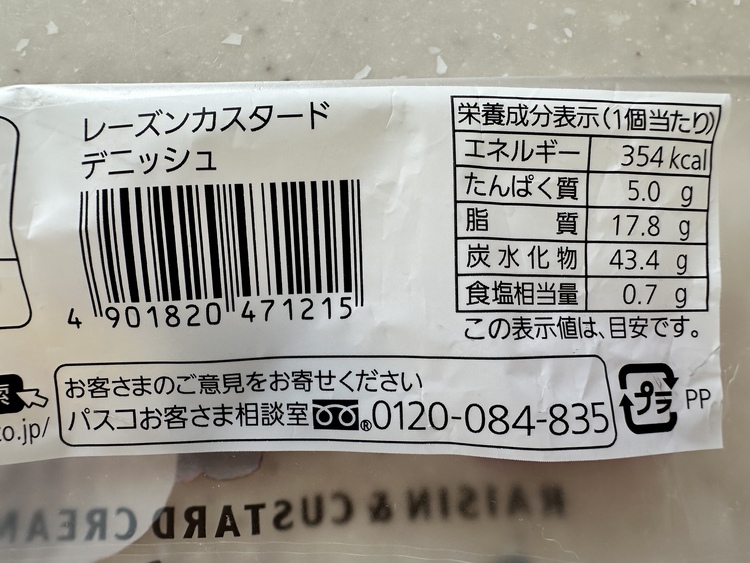 レーズンカスタード
デニッシュ
4 901820 471215
栄養成分表示(1個当たり)
エネルギー 354 kcal
たんぱく質 5.0 g
脂質 17.8 g
炭水化物 43.4 g
食塩相当量 0.7 g
この表示値は、目安です。
索
co.jp/
お客さまのご意見をお寄せください
パスコお客さま相談室 ® 0120-084-835
プラ PP
RAISIN & CUSTARD CREAM